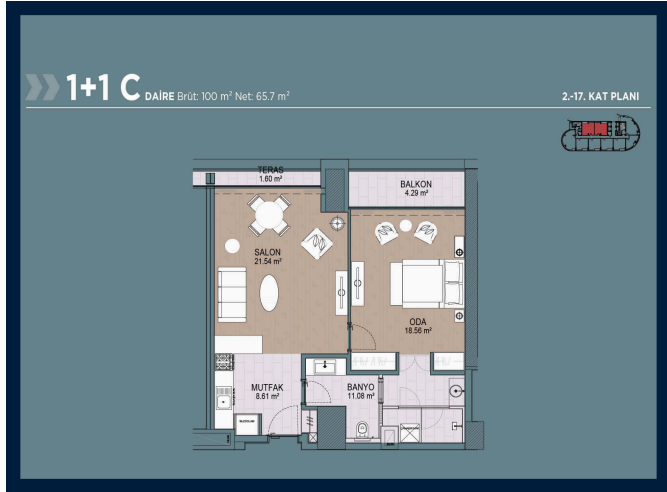 1+1 C DAİRE Brüt: 100 m² Net: 65.7 m²
2.-17. KAT PLANI
TERAS
1.60 m²
BALKON
4.29 m²
SALON
21.54 m²
ODA
18.56 m²
MUTFAK
8.61 m²
BANYO
11.08 m²